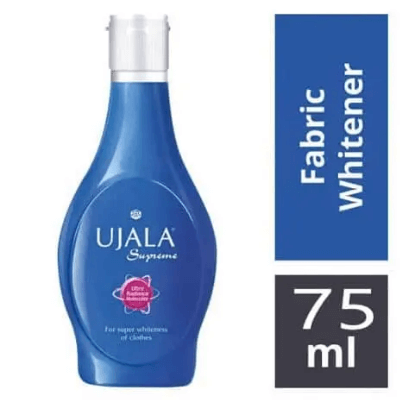 UJALA
Supreme
Ultra
Radiance
Molecules
For super whiteness
of clothes
Fabric
Whitener
75
ml